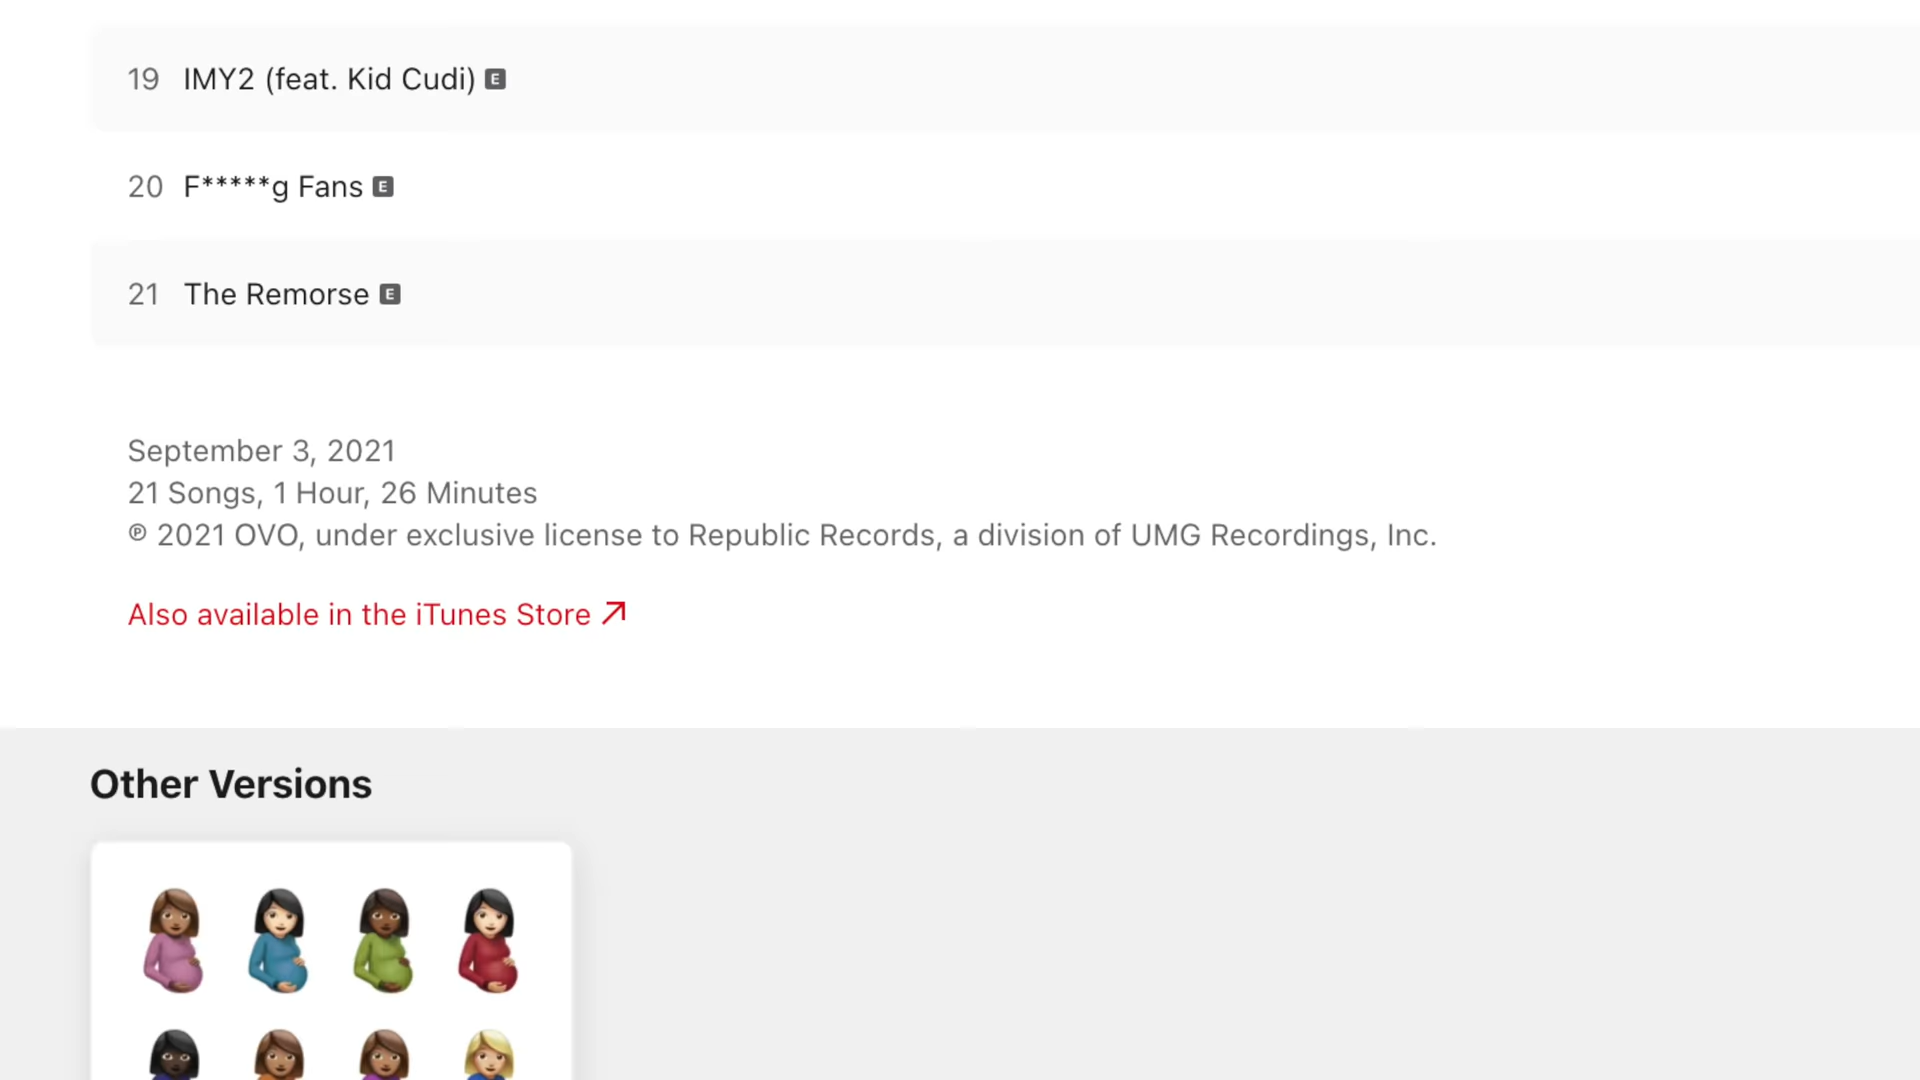 19 IMY2 (feat. Kid Cudi) E
20 F*****g Fans E
21 The Remorse E
September 3, 2021
21 Songs, 1 Hour, 26 Minutes
℗ 2021 OVO, under exclusive license to Republic Records, a division of UMG Recordings, Inc.
Also available in the iTunes Store
Other Versions